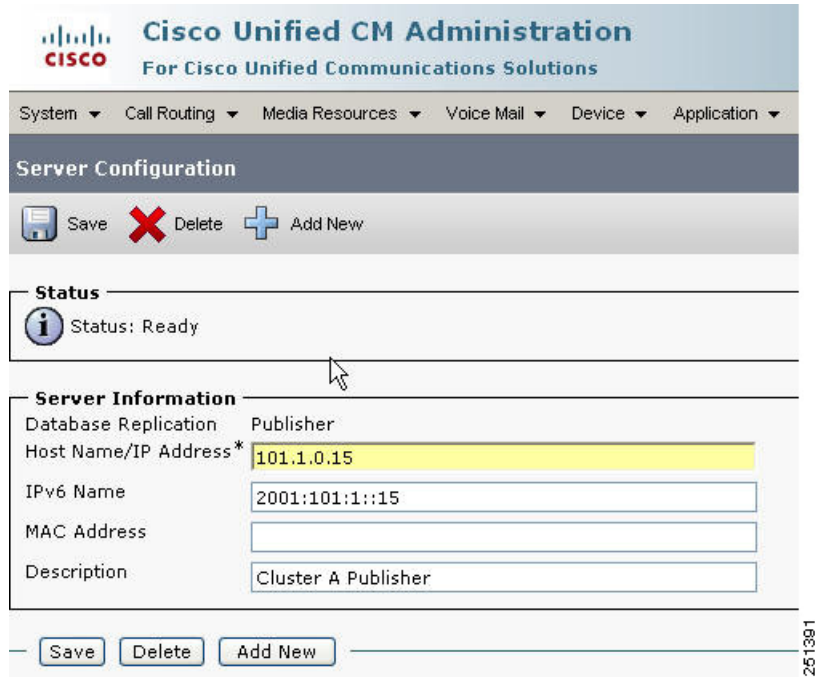 CISCO
Cisco Unified CM Administration
For Cisco Unified Communications Solutions
System Call Routing Media Resources Voice Mail Device Application
Server Configuration
Save Delete Add New
Status
i Status: Ready
Server Information
Database Replication Publisher
Host Name/IP Address* 101.1.0.15
IPv6 Name 2001:101:1::15
MAC Address
Description Cluster A Publisher
Save Delete Add New
251391